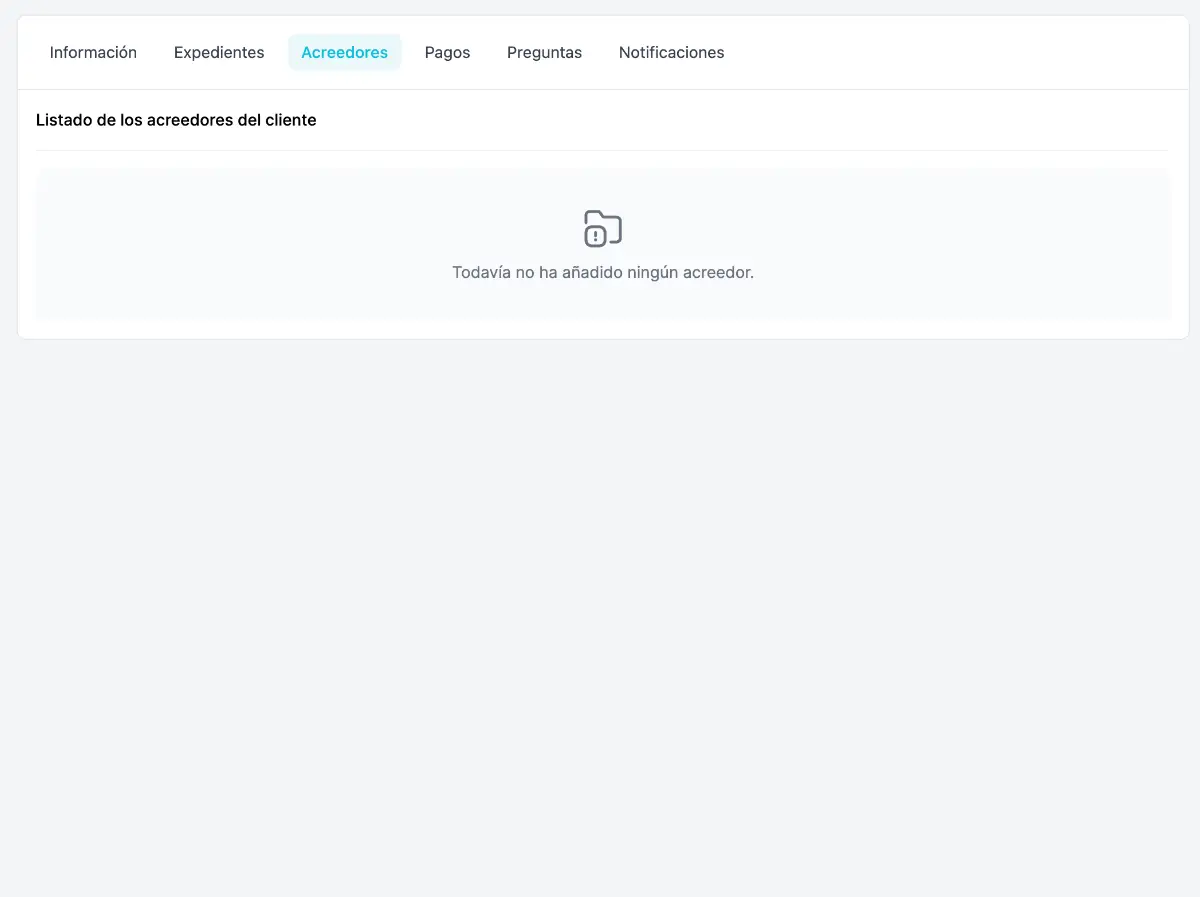 Información Expedientes Acreedores Pagos Preguntas Notificaciones
Listado de los acreedores del cliente
Todavía no ha añadido ningún acreedor.